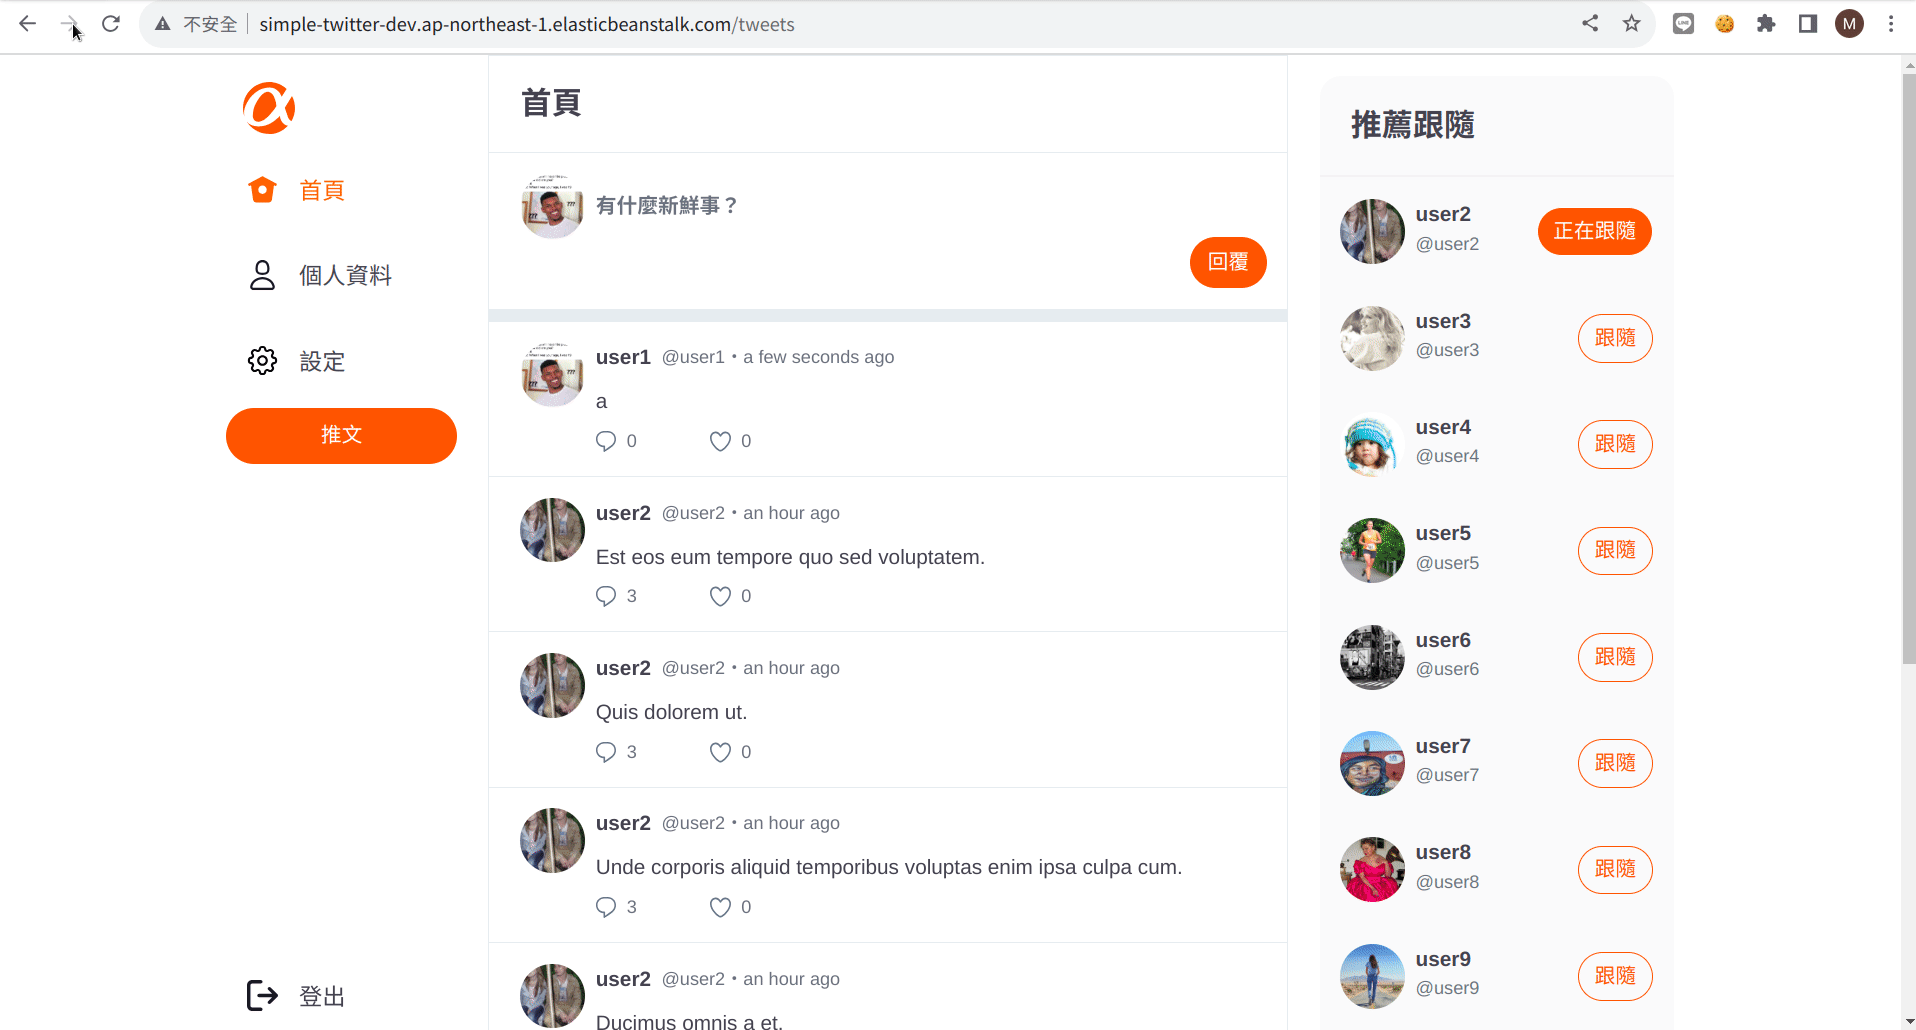 不安全 simple-twitter-dev.ap-northeast-1.elasticbeanstalk.com/tweets
M
首頁
個人資料
設定
推文
登出
首頁
有什麼新鮮事？
回覆
user1 @user1・a few seconds ago
a
0 0
user2 @user2・an hour ago
Est eos eum tempore quo sed voluptatem.
3 0
user2 @user2・an hour ago
Quis dolorem ut.
3 0
user2 @user2・an hour ago
Unde corporis aliquid temporibus voluptas enim ipsa culpa cum.
3 0
user2 @user2・an hour ago
Ducimus omnis a et.
推薦跟隨
user2
@user2
正在跟隨
user3
@user3
跟隨
user4
@user4
跟隨
user5
@user5
跟隨
user6
@user6
跟隨
user7
@user7
跟隨
user8
@user8
跟隨
user9
@user9
跟隨